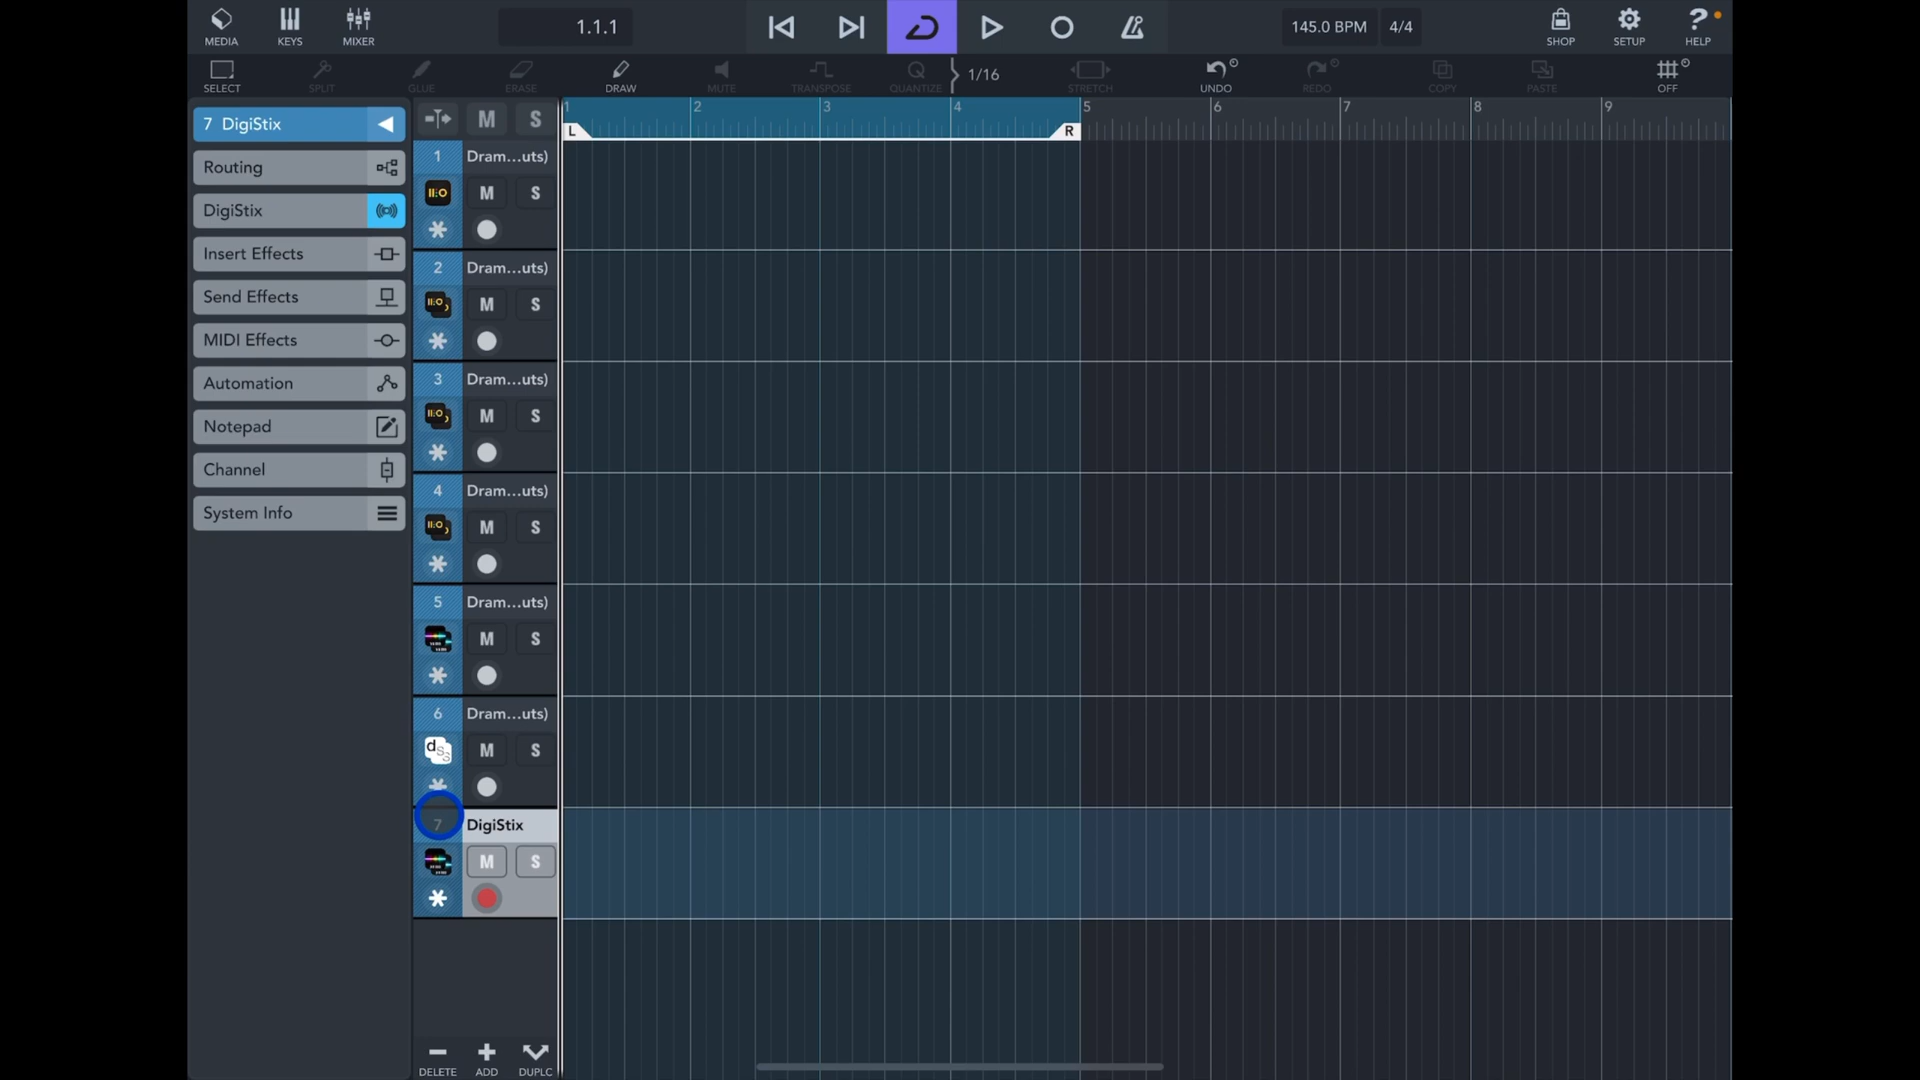 MEDIA
KEYS
MIXER
1.1.1
145.0 BPM
4/4
SHOP
SETUP
?
HELP
SELECT
SPLIT
GLUE
ERASE
DRAW
MUTE
TRANSPOSE
Q
QUANTIZE
1/16
STRETCH
UNDO
REDO
COPY
PASTE
OFF
7 DigiStix
Routing
DigiStix
Insert Effects
Send Effects
MIDI Effects
Automation
Notepad
Channel
System Info
M S
1 2 3 4 5 6 7 8 9
L R
1 Dram...uts)
M S
2 Dram...uts)
M S
3 Dram...uts)
M S
4 Dram...uts)
M S
5 Dram...uts)
M S
6 Dram...uts)
M S
7 DigiStix
M S
DELETE
ADD
DUPLC